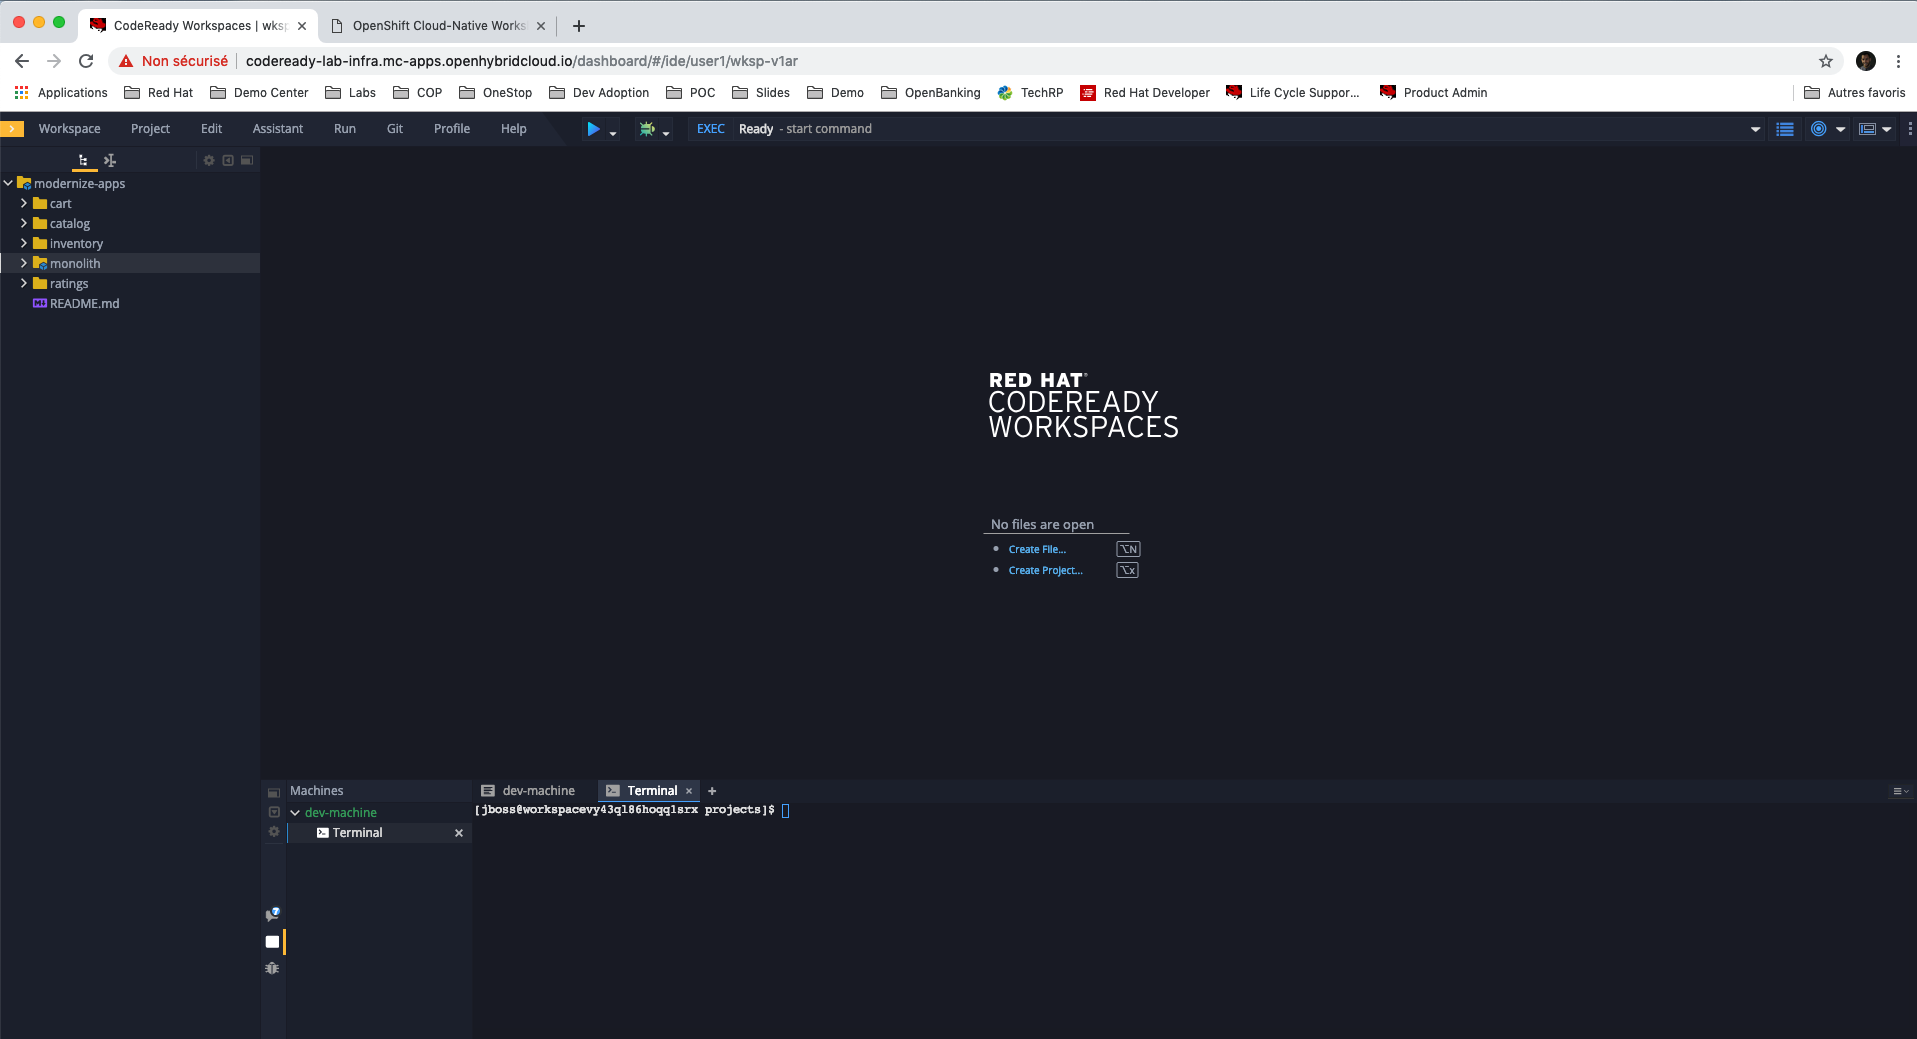 CodeReady Workspaces | wksp
OpenShift Cloud-Native Works
Non sécurisé
codeready-lab-infra.mc-apps.openhybridcloud.io/dashboard/#/ide/user1/wksp-v1ar
Applications Red Hat Demo Center Labs COP OneStop Dev Adoption POC Slides Demo OpenBanking TechRP Red Hat Developer Life Cycle Suppor... Product Admin Autres favoris
Workspace Project Edit Assistant Run Git Profile Help EXEC Ready - start command
modernize-apps
cart
catalog
inventory
monolith
ratings
README.md
RED HAT®
CODEREADY
WORKSPACES
No files are open
Create File... ⌥N
Create Project... ⌥x
Machines
dev-machine
Terminal
dev-machine Terminal
[jboss@workspacevy43ql86hoqq1srx projects]$
7